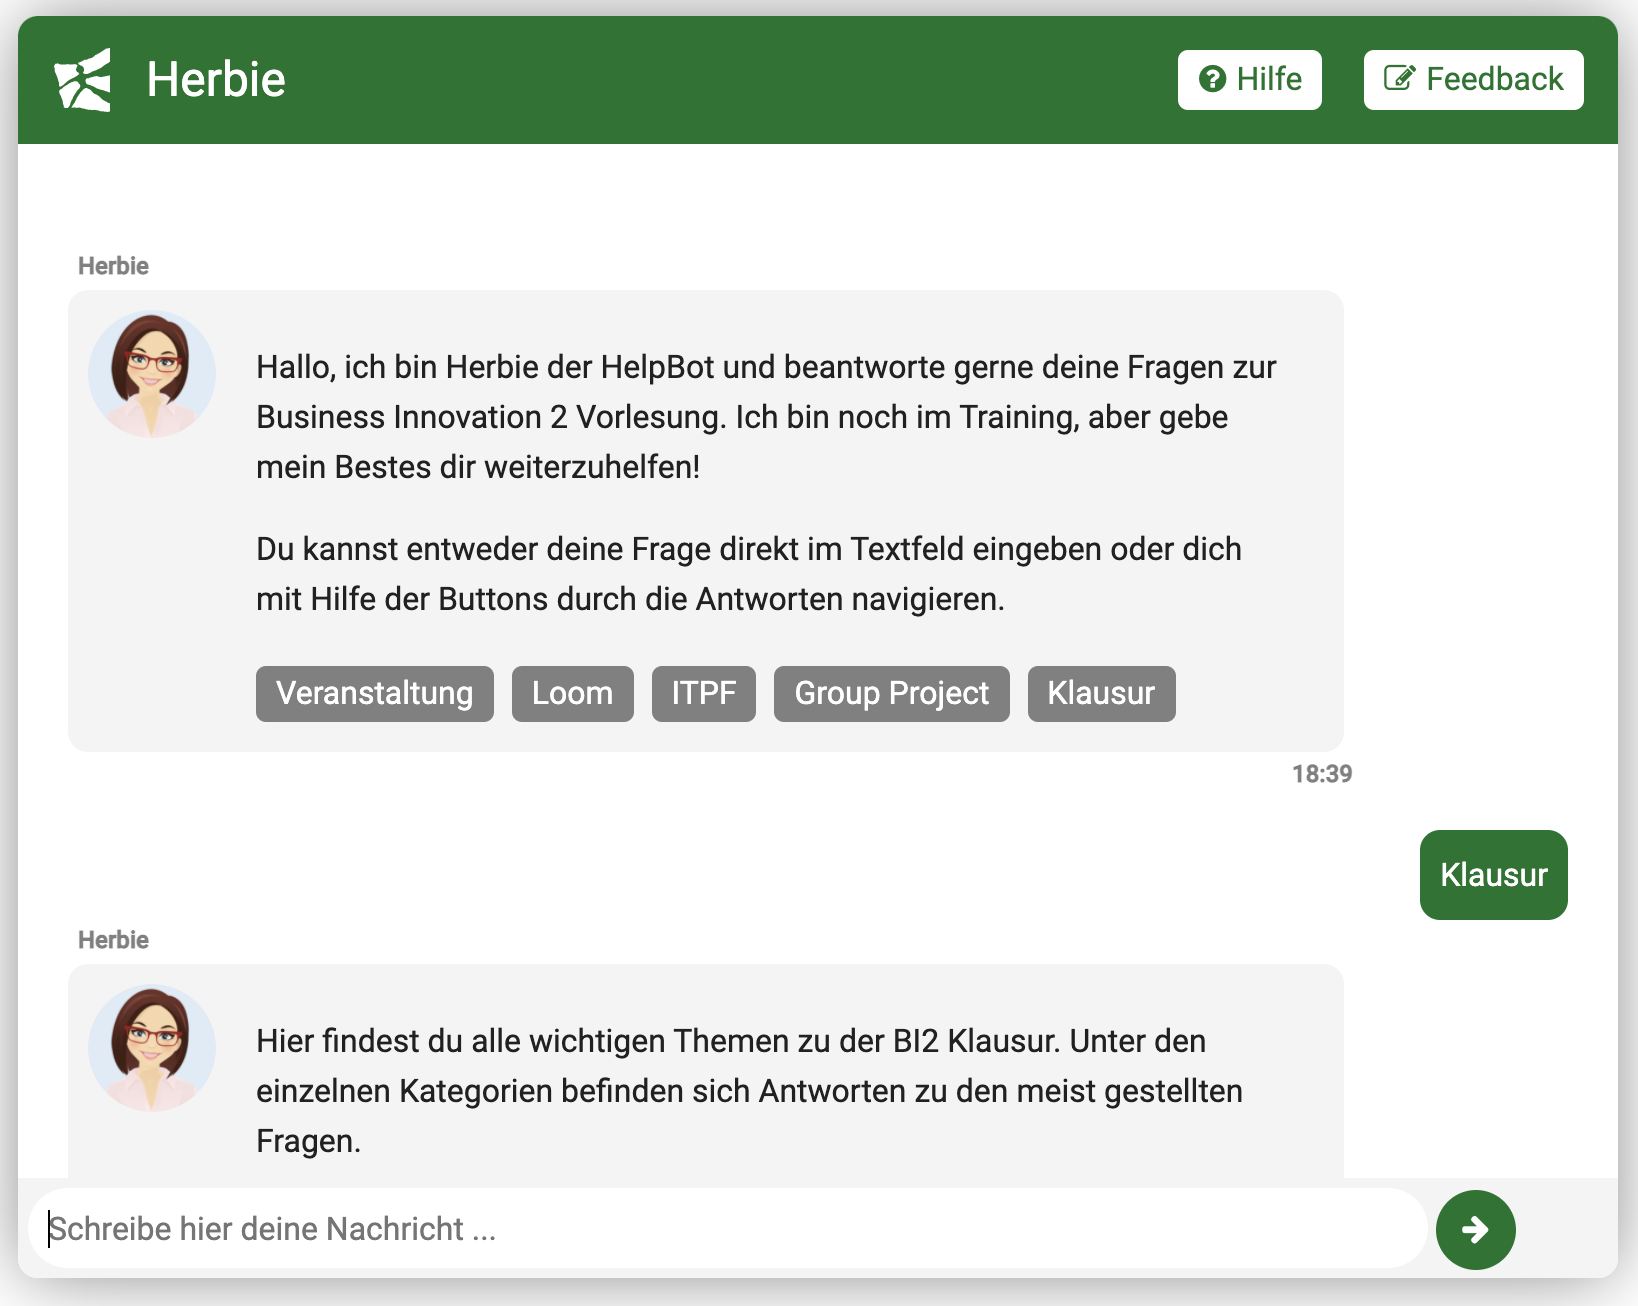 Herbie
Hilfe
Feedback
Herbie
Hallo, ich bin Herbie der HelpBot und beantworte gerne deine Fragen zur
Business Innovation 2 Vorlesung. Ich bin noch im Training, aber gebe
mein Bestes dir weiterzuhelfen!
Du kannst entweder deine Frage direkt im Textfeld eingeben oder dich
mit Hilfe der Buttons durch die Antworten navigieren.
Veranstaltung
Loom
ITPF
Group Project
Klausur
18:39
Klausur
Herbie
Hier findest du alle wichtigen Themen zu der BI2 Klausur. Unter den
einzelnen Kategorien befinden sich Antworten zu den meist gestellten
Fragen.
Schreibe hier deine Nachricht ...